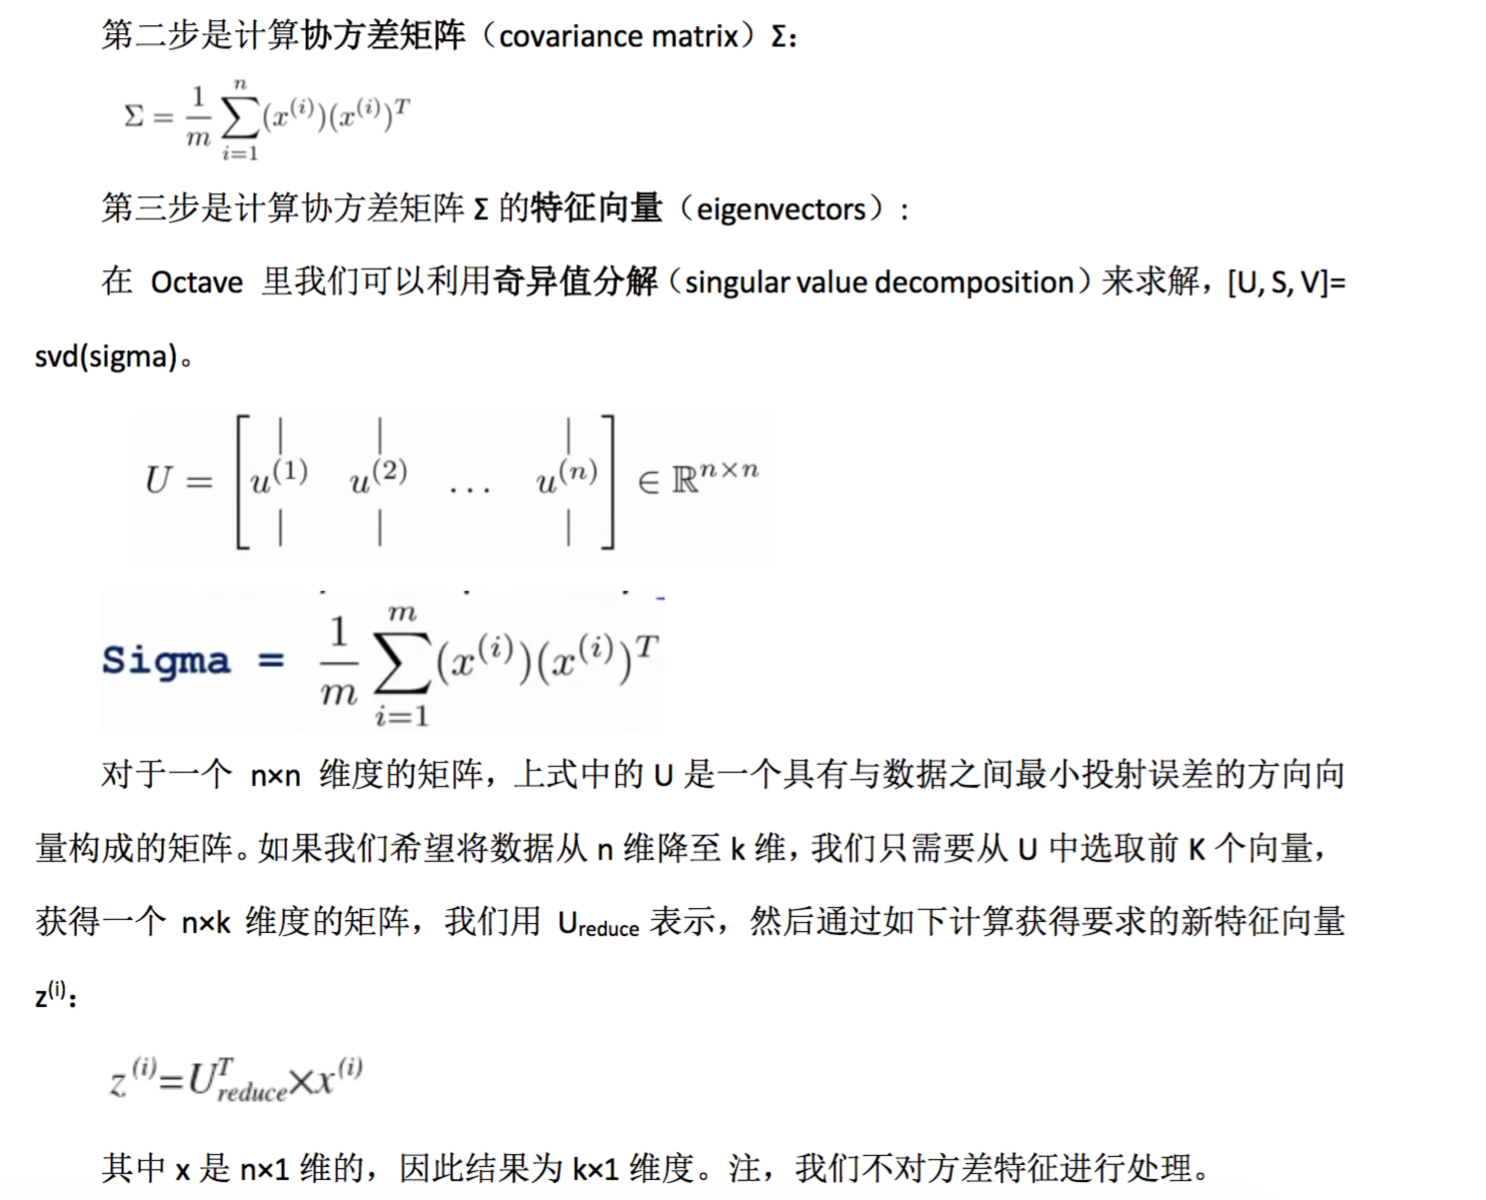 第二步是计算协方差矩阵（covariance matrix）Σ：
Σ = \frac{1}{m} \sum_{i=1}^{n} (x^{(i)})(x^{(i)})^T
第三步是计算协方差矩阵 Σ 的特征向量（eigenvectors）:
在 Octave 里我们可以利用奇异值分解（singular value decomposition）来求解，[U, S, V]=
svd(sigma)。
U = \begin{bmatrix} | & | & & | \\ u^{(1)} & u^{(2)} & \dots & u^{(n)} \\ | & | & & | \end{bmatrix} \in \mathbb{R}^{n \times n}
Sigma = \frac{1}{m} \sum_{i=1}^{m} (x^{(i)})(x^{(i)})^T
对于一个 n×n 维度的矩阵，上式中的 U 是一个具有与数据之间最小投射误差的方向向
量构成的矩阵。如果我们希望将数据从 n 维降至 k 维，我们只需要从 U 中选取前 K 个向量，
获得一个 n×k 维度的矩阵，我们用 U_{reduce} 表示，然后通过如下计算获得要求的新特征向量
z^{(i)}：
z^{(i)}=U^T_{reduce}×x^{(i)}
其中 x 是 n×1 维的，因此结果为 k×1 维度。注，我们不对方差特征进行处理。